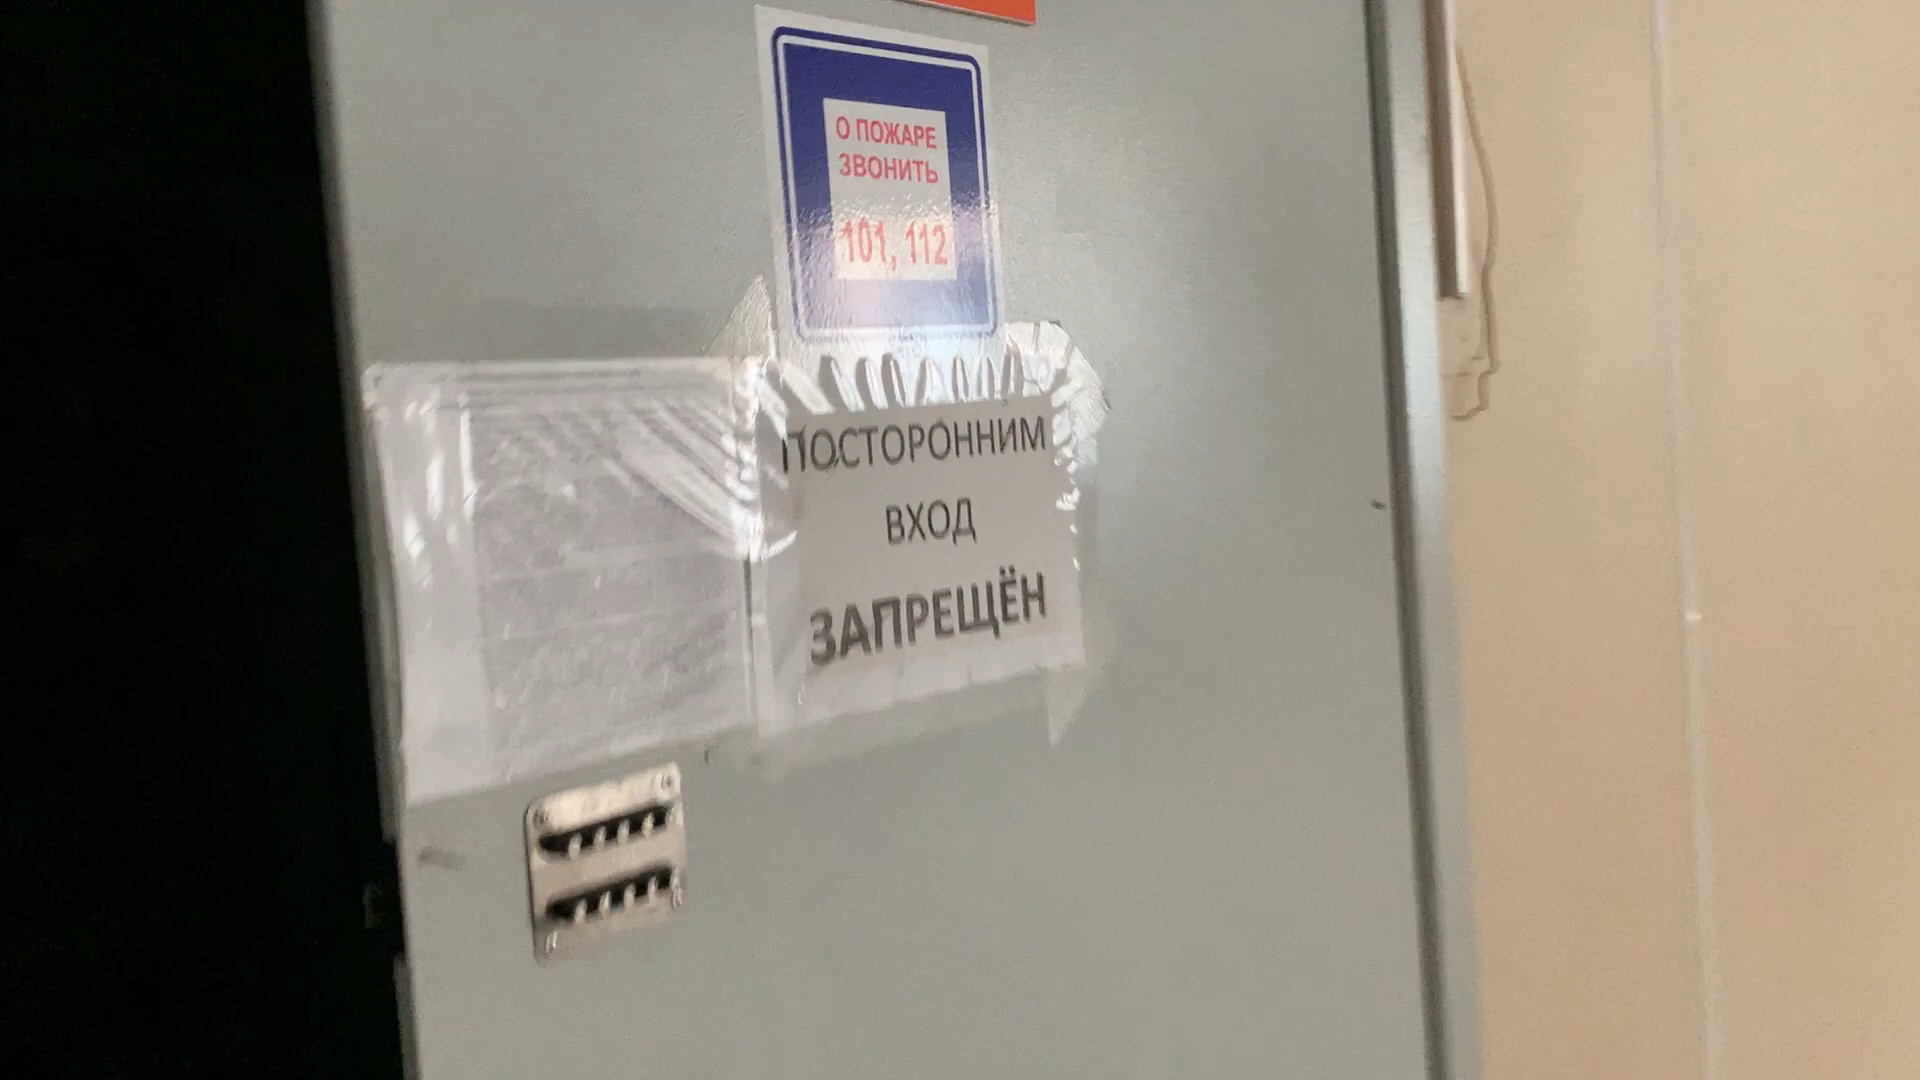 О ПОЖАРЕ
ЗВОНИТЬ
101, 112
ПОСТОРОННИМ
ВХОД
ЗАПРЕЩЁН